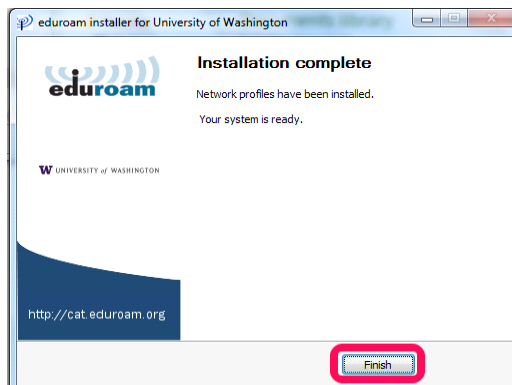 eduroam installer for University of Washington
Installation complete
eduroam
Network profiles have been installed.
Your system is ready.
W UNIVERSITY of WASHINGTON
http://cat.eduroam.org
Finish